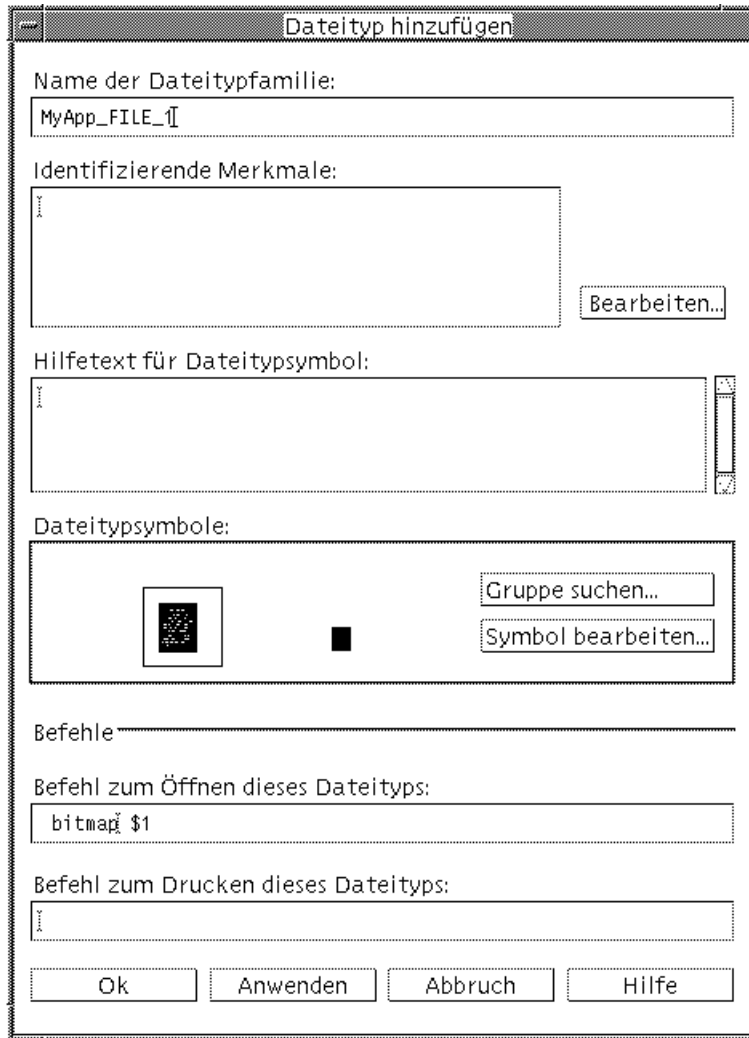 Dateityp hinzufügen
Name der Dateitypfamilie:
MyApp_FILE_1
Identifizierende Merkmale:
Bearbeiten...
Hilfetext für Dateitypsymbol:
Dateitypsymbole:
Gruppe suchen...
Symbol bearbeiten...
Befehle
Befehl zum Öffnen dieses Dateityps:
bitmap $1
Befehl zum Drucken dieses Dateityps:
Ok Anwenden Abbruch Hilfe